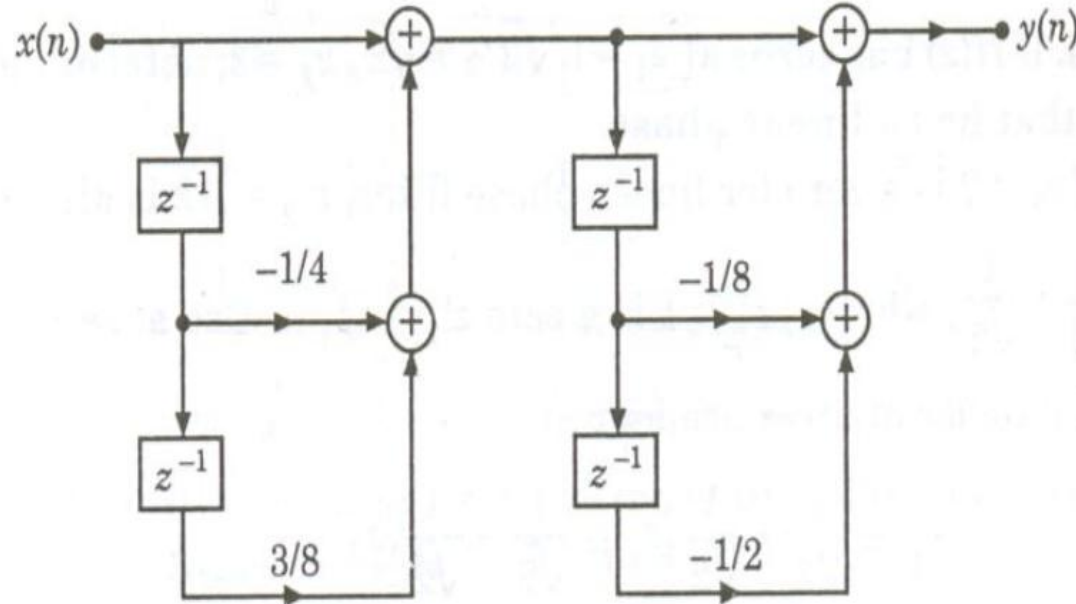 x(n) + + y(n)
z⁻¹ z⁻¹
−1/4 −1/8
+ +
z⁻¹ z⁻¹
3/8 −1/2